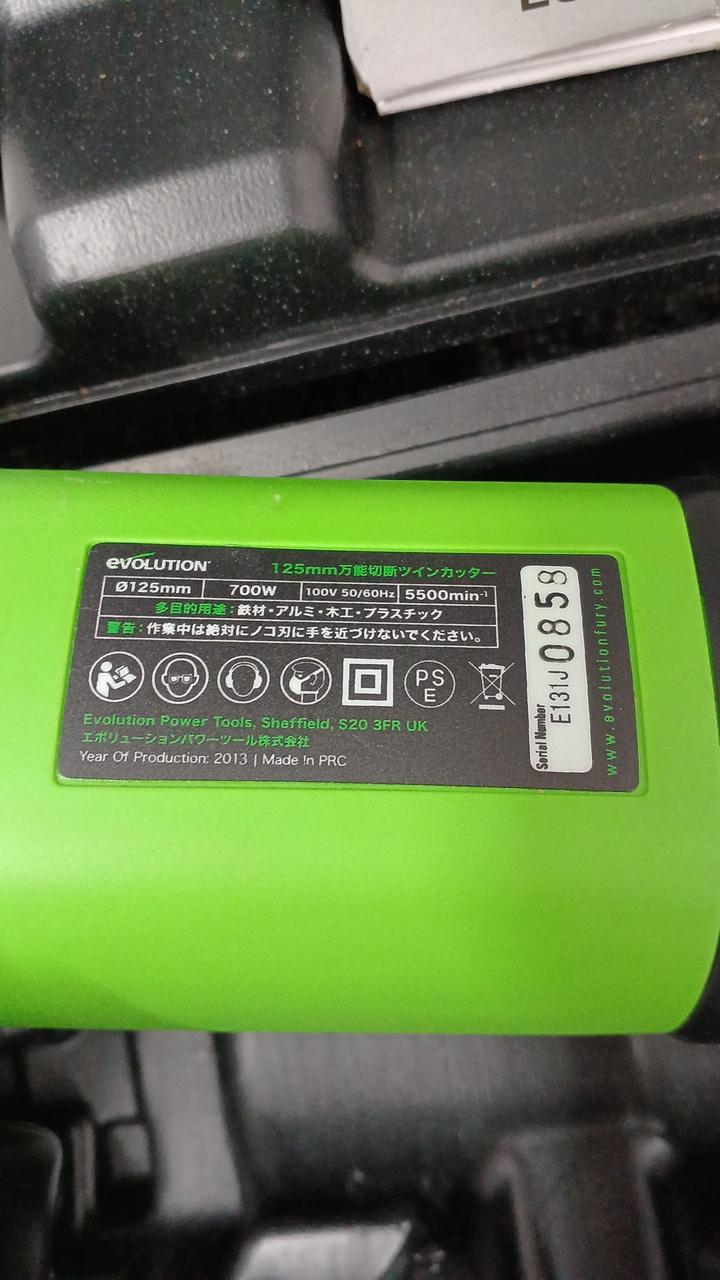 evolution
125mm万能切断ツインカッター
Ø125mm 700W 100V 50/60Hz 5500min⁻¹
多目的用途：鉄材・アルミ・木工・プラスチック
警告：作業中は絶対にノコ刃に手を近づけないでください。
PS
E
Evolution Power Tools, Sheffield, S20 3FR UK
エボリューションパワーツール株式会社
Year Of Production: 2013 | Made In PRC
Serial Number
E131J 0858
www.evolutionfury.com